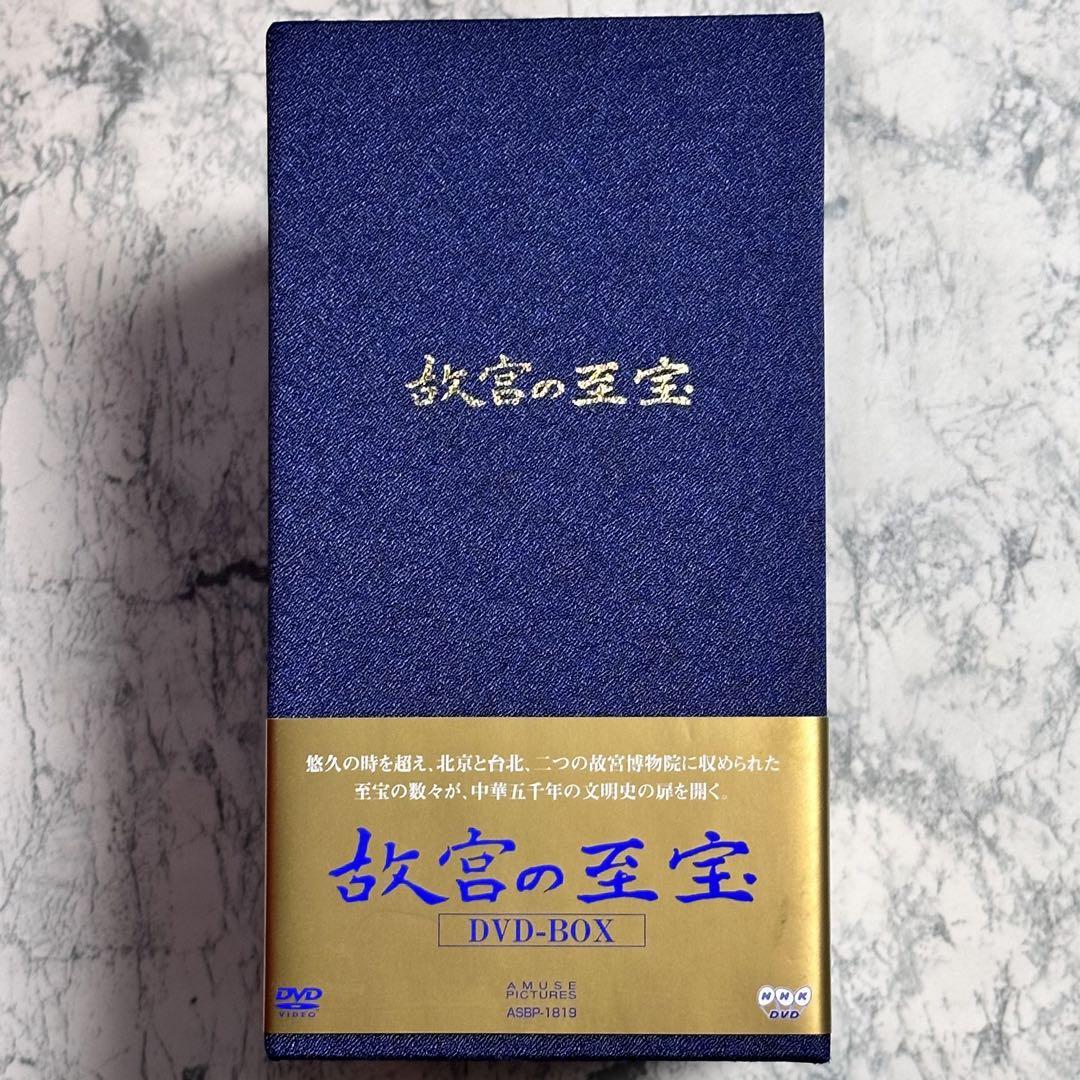 故宮の至宝
悠久の時を超え、北京と台北、二つの故宮博物院に収められた
至宝の数々が、中華五千年の文明史の扉を開く。
故宮の至宝
DVD-BOX
DVD
VIDEO
AMUSE
PICTURES
ASBP-1819
NHK
DVD